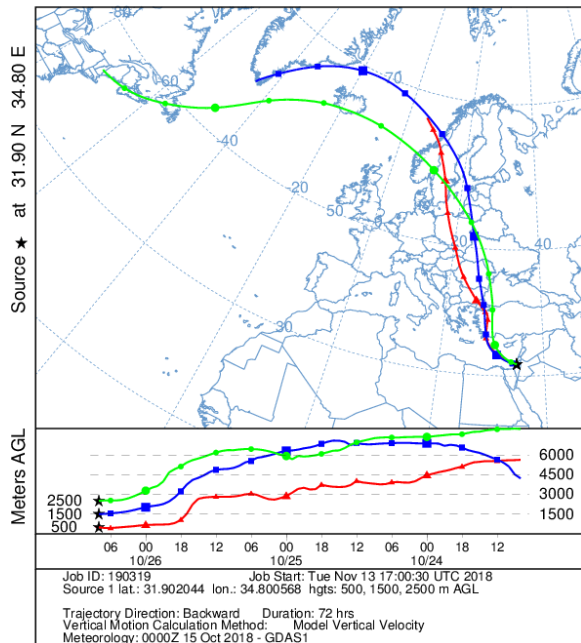 Source ★ at 31.90 N 34.80 E
-60
-70
-40
-20
20
50
20
40
-30
30
Meters AGL
6000
4500
3000
1500
2500
1500
500
06 00 18 12 06 00 18 12 06 00 18 12
10/26 10/25 10/24
Job ID: 190319 Job Start: Tue Nov 13 17:00:30 UTC 2018
Source 1 lat.: 31.902044 lon.: 34.800568 hgts: 500, 1500, 2500 m AGL
Trajectory Direction: Backward Duration: 72 hrs
Vertical Motion Calculation Method: Model Vertical Velocity
Meteorology: 0000Z 15 Oct 2018 - GDAS1